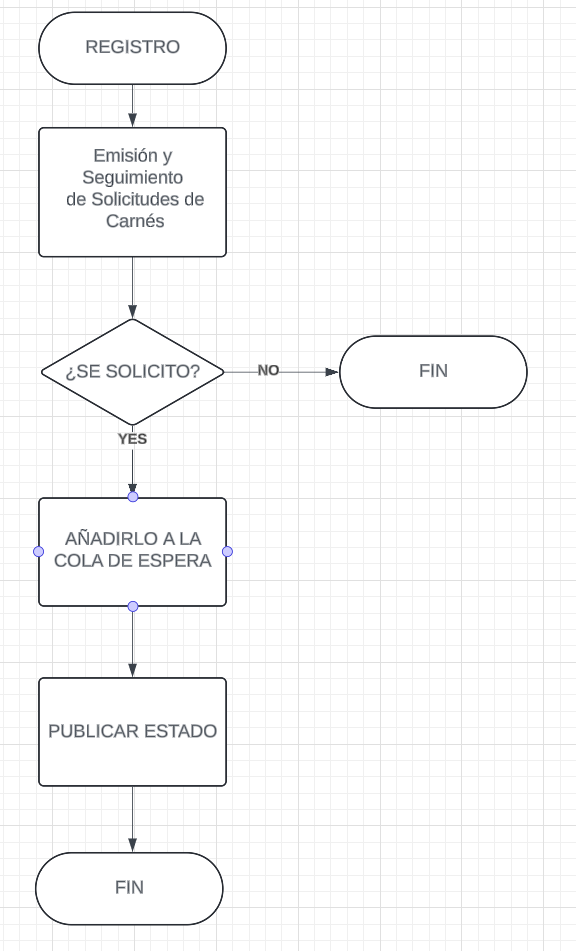 REGISTRO
Emisión y
Seguimiento
de Solicitudes de
Carnés
¿SE SOLICITO?
NO
FIN
YES
AÑADIRLO A LA
COLA DE ESPERA
PUBLICAR ESTADO
FIN